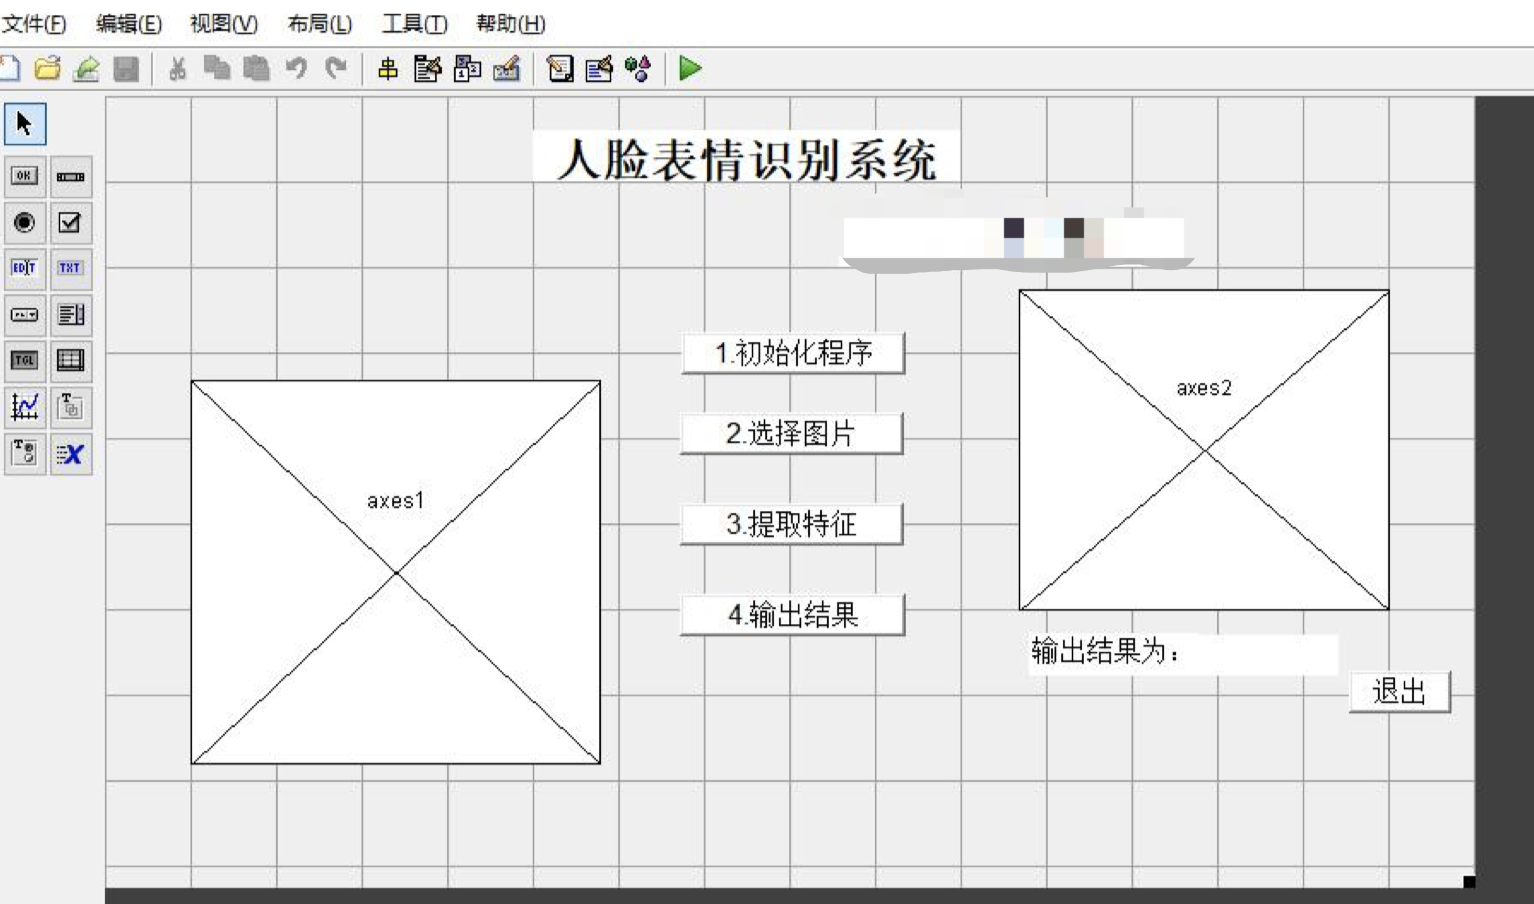 文件(F) 编辑(E) 视图(V) 布局(L) 工具(T) 帮助(H)
OK
EDIT TXT
TGL
人脸表情识别系统
axes1
1.初始化程序
2.选择图片
3.提取特征
4.输出结果
axes2
输出结果为：
退出